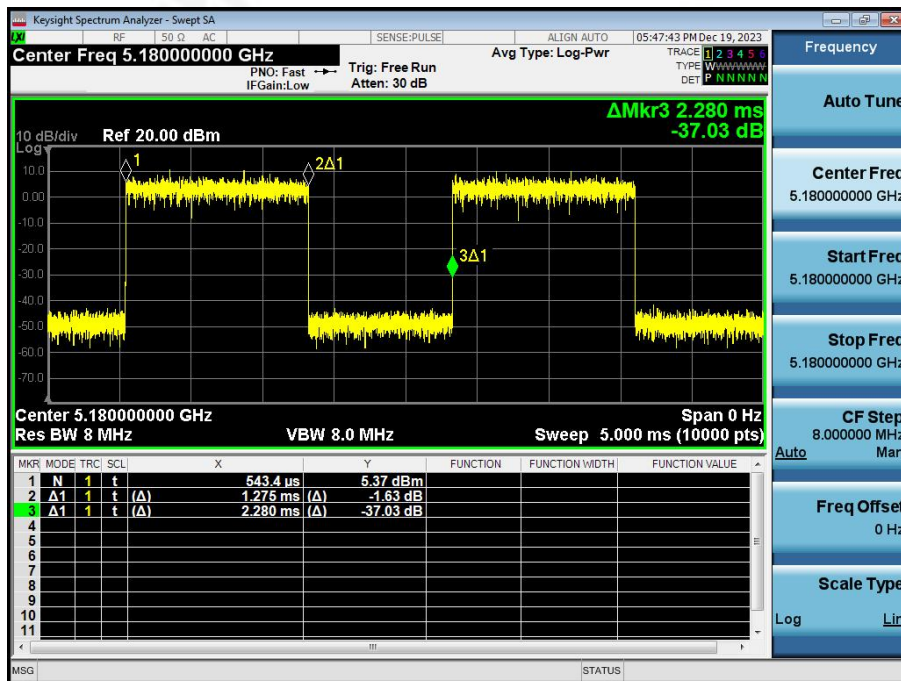 Keysight Spectrum Analyzer - Swept SA
LXI RF 50 Ω AC SENSE:PULSE ALIGN AUTO 05:47:43 PM Dec 19, 2023
Center Freq 5.180000000 GHz
PNO: Fast
IFGain:Low
Trig: Free Run
Atten: 30 dB
Avg Type: Log-Pwr
TRACE 1 2 3 4 5 6
TYPE WWWWWW
DET P N N N N N
ΔMkr3 2.280 ms
-37.03 dB
10 dB/div Ref 20.00 dBm
Log
1
2Δ1
3Δ1
10.0
0.00
-10.0
-20.0
-30.0
-40.0
-50.0
-60.0
-70.0
Center 5.180000000 GHz Span 0 Hz
Res BW 8 MHz VBW 8.0 MHz Sweep 5.000 ms (10000 pts)
MKR MODE TRC SCL X Y FUNCTION FUNCTION WIDTH FUNCTION VALUE
1 N 1 t 543.4 µs 5.37 dBm
2 Δ1 1 t (Δ) 1.275 ms (Δ) -1.63 dB
3 Δ1 1 t (Δ) 2.280 ms (Δ) -37.03 dB
4
5
6
7
8
9
10
11
MSG STATUS
Frequency
Auto Tune
Center Freq
5.180000000 GHz
Start Freq
5.180000000 GHz
Stop Freq
5.180000000 GHz
CF Step
8.000000 MHz
Auto Man
Freq Offset
0 Hz
Scale Type
Log Lin